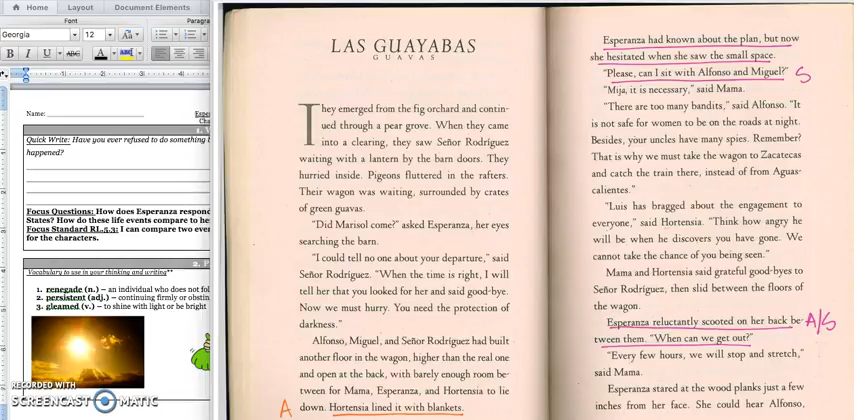 Home
Layout
Document Elements
Font
Paragra
Georgia
12
Aa
B I U ABC
A
Name:
Espe
Cha
1. V
Quick Write: Have you ever refused to do something b
happened?
Focus Questions: How does Esperanza respon
States? How do these life events compare to he
Focus Standard RL.5.3: I can compare two eve
for the characters.
2. P
Vocabulary to use in your thinking and writing**
1. renegade (n.) – an individual who does not fol
2. persistent (adj.) – continuing firmly or obstin
3. gleamed (v.) – to shine with light or be bright
RECORDED WITH
SCREENCAST MATIC
LAS GUAYABAS
GUAVAS
They emerged from the fig orchard and contin-
ued through a pear grove. When they came
into a clearing, they saw Señor Rodríguez
waiting with a lantern by the barn doors. They
hurried inside. Pigeons fluttered in the rafters.
Their wagon was waiting, surrounded by crates
of green guavas.
"Did Marisol come?" asked Esperanza, her eyes
searching the barn.
"I could tell no one about your departure," said
Señor Rodríguez. "When the time is right, I will
tell her that you looked for her and said good-bye.
Now we must hurry. You need the protection of
darkness."
Alfonso, Miguel, and Señor Rodríguez had built
another floor in the wagon, higher than the real one
and open at the back, with barely enough room be-
tween for Mama, Esperanza, and Hortensia to lie
A down. Hortensia lined it with blankets.
Esperanza had known about the plan, but now
she hesitated when she saw the small space.
"Please, can I sit with Alfonso and Miguel?" S
"Mija, it is necessary," said Mama.
"There are too many bandits," said Alfonso. "It
is not safe for women to be on the roads at night.
Besides, your uncles have many spies. Remember?
That is why we must take the wagon to Zacatecas
and catch the train there, instead of from Aguas-
calientes."
"Luis has bragged about the engagement to
everyone," said Hortensia. "Think how angry he
will be when he discovers you have gone. We
cannot take the chance of you being seen."
Mama and Hortensia said grateful good-byes to
Señor Rodríguez, then slid between the floors of
the wagon.
Esperanza reluctantly scooted on her back be- A/S
tween them. "When can we get out?"
"Every few hours, we will stop and stretch,"
said Mama.
Esperanza stared at the wood planks just a few
inches from her face. She could hear Alfonso,